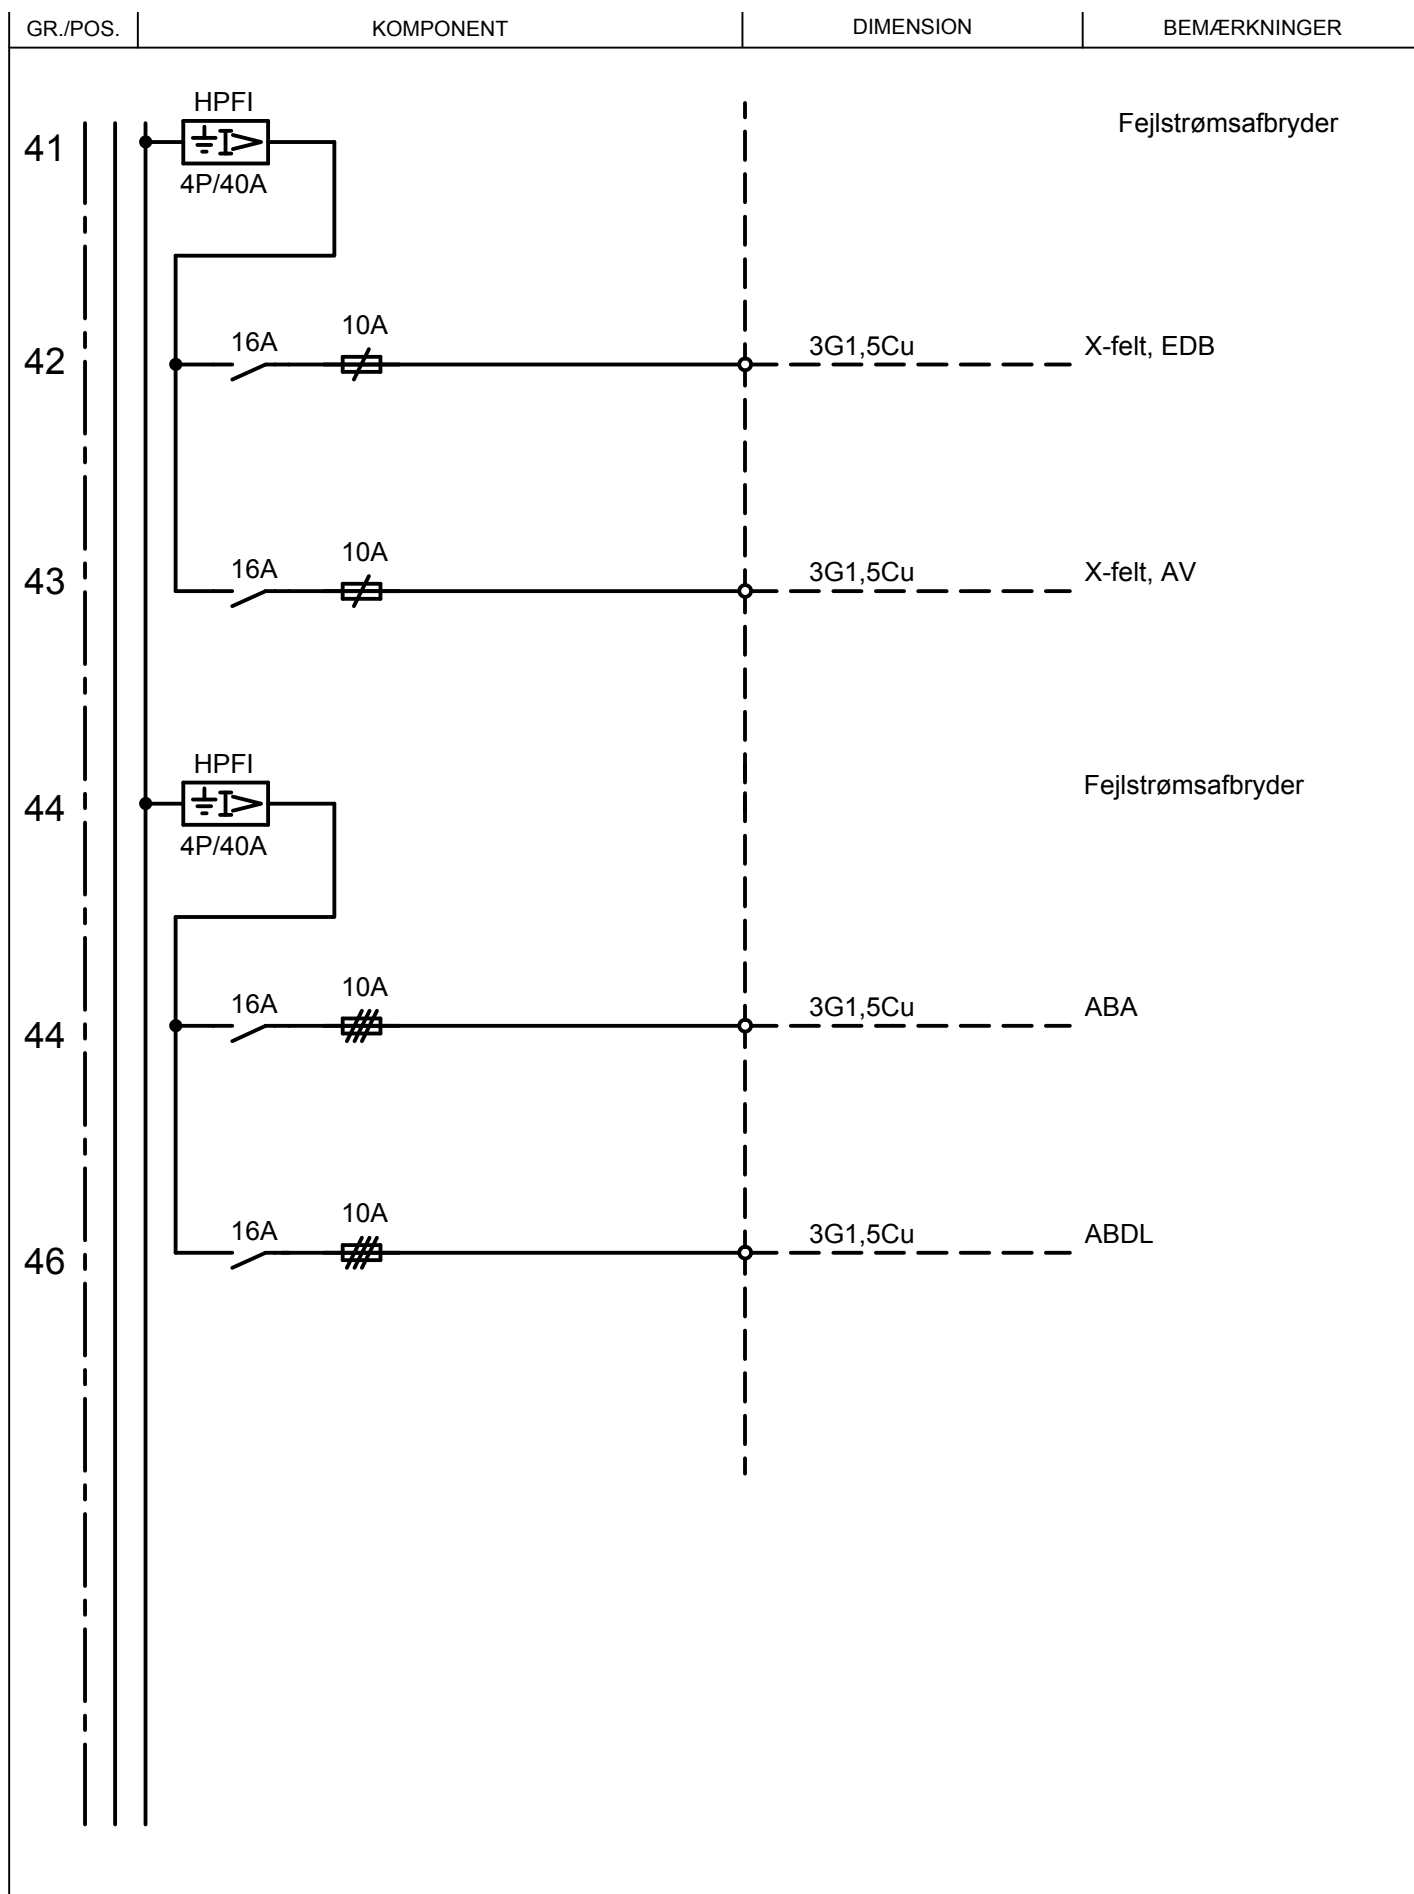 GR./POS. KOMPONENT DIMENSION BEMÆRKNINGER
HPFI
41 Fejlstrømsafbryder
4P/40A
10A
16A 3G1,5Cu X-felt, EDB
42
10A
16A 3G1,5Cu X-felt, AV
43
HPFI
Fejlstrømsafbryder
44
4P/40A
10A
16A 3G1,5Cu ABA
44
10A
16A 3G1,5Cu ABDL
46